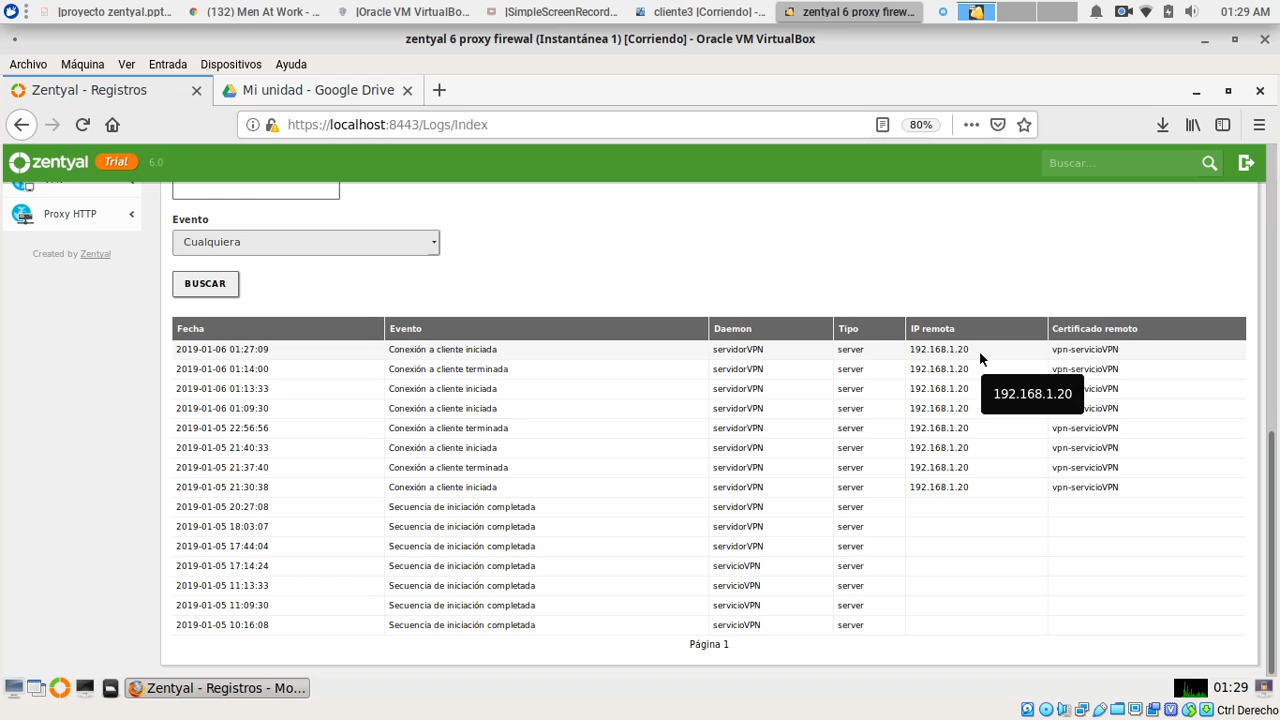 |proyecto zentyal.ppt... (132) Men At Work - ... |Oracle VM VirtualBo... |SimpleScreenRecord... cliente3 [Corriendo] -... zentyal 6 proxy firew... 01:29 AM
zentyal 6 proxy firewal (Instantánea 1) [Corriendo] - Oracle VM VirtualBox
Archivo Máquina Ver Entrada Dispositivos Ayuda
Zentyal - Registros Mi unidad - Google Drive
https://localhost:8443/Logs/Index 80%
zentyal Trial 6.0 Buscar...
Proxy HTTP
Created by Zentyal
Evento
Cualquiera
BUSCAR
Fecha Evento Daemon Tipo IP remota Certificado remoto
2019-01-06 01:27:09 Conexión a cliente iniciada servidorVPN server 192.168.1.20 vpn-servicioVPN
2019-01-06 01:14:00 Conexión a cliente terminada servidorVPN server 192.168.1.20 vpn-servicioVPN
2019-01-06 01:13:33 Conexión a cliente iniciada servidorVPN server 192.168.1.20
192.168.1.20
2019-01-06 01:09:30 Conexión a cliente iniciada servidorVPN server 192.168.1.20
2019-01-05 22:56:56 Conexión a cliente terminada servidorVPN server 192.168.1.20 vpn-servicioVPN
2019-01-05 21:40:33 Conexión a cliente iniciada servidorVPN server 192.168.1.20 vpn-servicioVPN
2019-01-05 21:37:40 Conexión a cliente terminada servidorVPN server 192.168.1.20 vpn-servicioVPN
2019-01-05 21:30:38 Conexión a cliente iniciada servidorVPN server 192.168.1.20 vpn-servicioVPN
2019-01-05 20:27:08 Secuencia de iniciación completada servidorVPN server
2019-01-05 18:03:07 Secuencia de iniciación completada servidorVPN server
2019-01-05 17:44:04 Secuencia de iniciación completada servidorVPN server
2019-01-05 17:14:24 Secuencia de iniciación completada servicioVPN server
2019-01-05 11:13:33 Secuencia de iniciación completada servicioVPN server
2019-01-05 11:09:30 Secuencia de iniciación completada servicioVPN server
2019-01-05 10:16:08 Secuencia de iniciación completada servicioVPN server
Página 1
Zentyal - Registros - Mo... 01:29
Ctrl Derecho